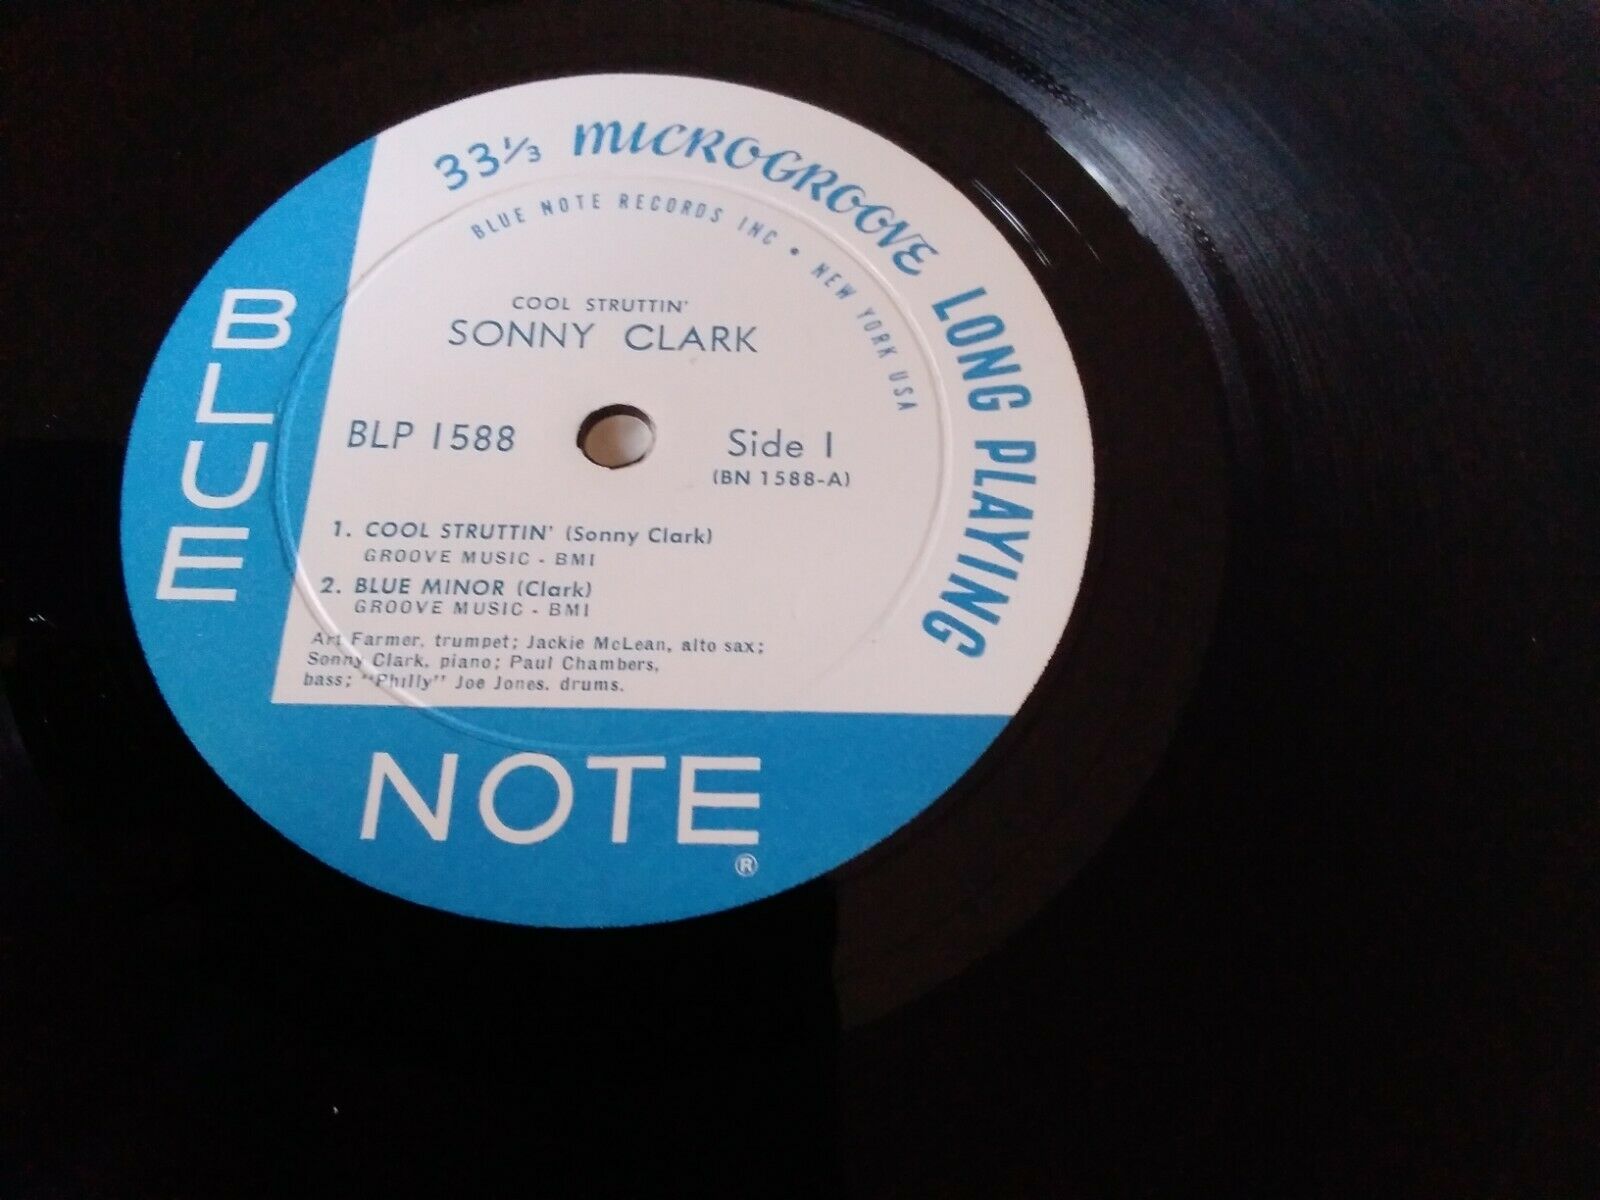 33⅓ MICROGROOVE LONG PLAYING
BLUE NOTE RECORDS INC • NEW YORK USA
COOL STRUTTIN'
SONNY CLARK
BLP 1588
Side 1
(BN 1588-A)
1. COOL STRUTTIN' (Sonny Clark)
GROOVE MUSIC - BMI
2. BLUE MINOR (Clark)
GROOVE MUSIC - BMI
Art Farmer, trumpet; Jackie McLean, alto sax;
Sonny Clark, piano; Paul Chambers,
bass; "Philly" Joe Jones, drums.
BLUE
NOTE
®